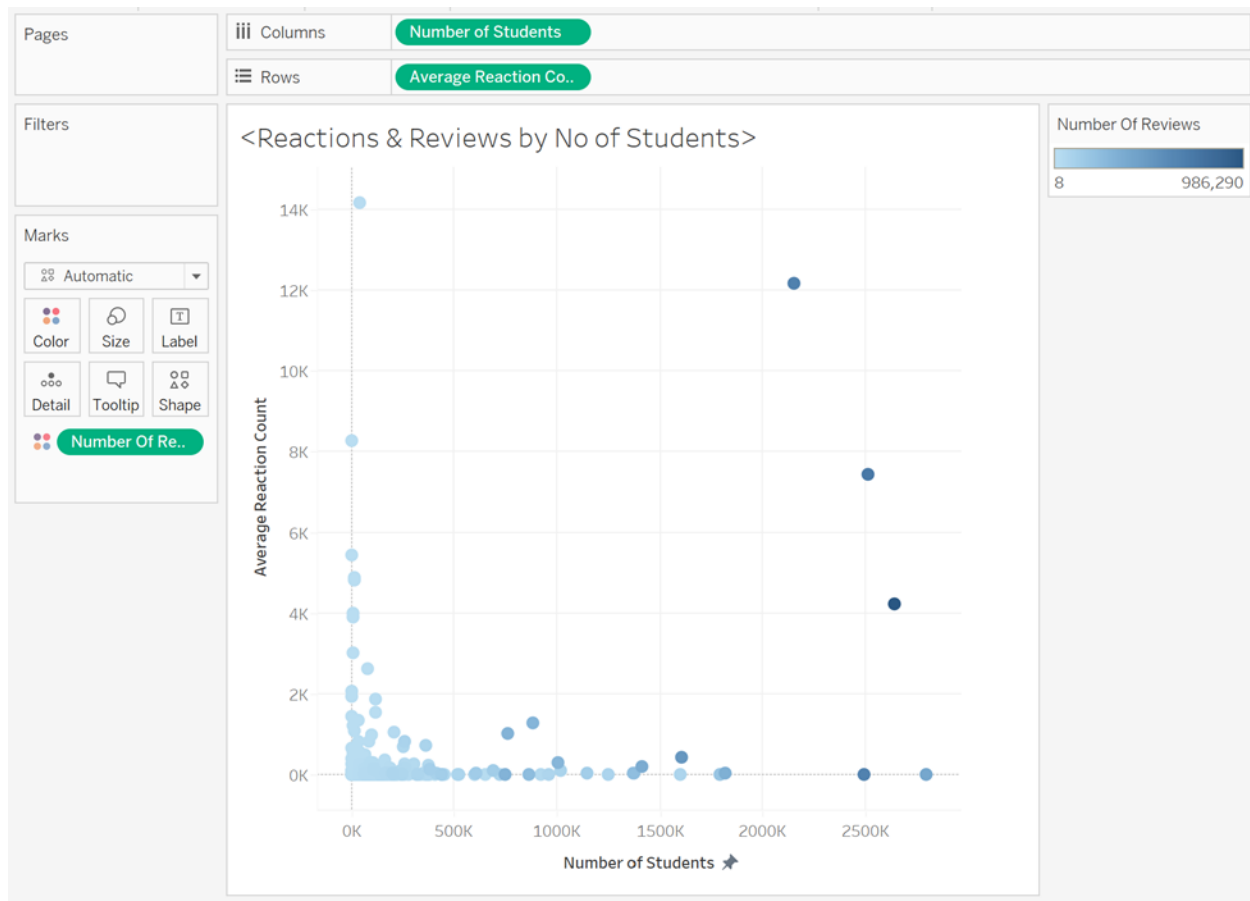 Pages
Columns
Number of Students
Rows
Average Reaction Co..
Filters
Marks
Automatic
Color
Size
T
Label
Detail
Tooltip
Shape
Number Of Re..
<Reactions & Reviews by No of Students>
14K
12K
10K
8K
6K
4K
2K
0K
Average Reaction Count
0K
500K
1000K
1500K
2000K
2500K
Number of Students
Number Of Reviews
8
986,290